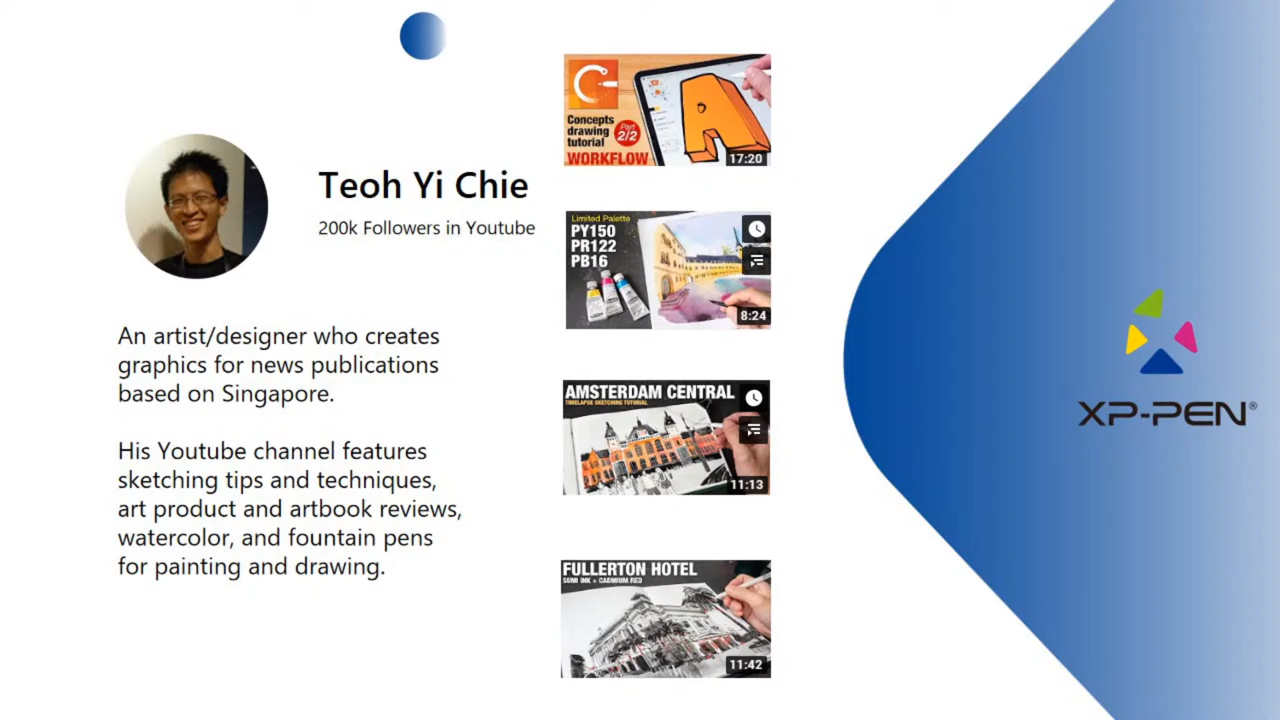 Teoh Yi Chie
200k Followers in Youtube
An artist/designer who creates
graphics for news publications
based on Singapore.
His Youtube channel features
sketching tips and techniques,
art product and artbook reviews,
watercolor, and fountain pens
for painting and drawing.
Concepts
drawing
tutorial
Part
2/2
WORKFLOW
A
17:20
Limited Palette
PY150
PR122
PB16
8:24
AMSTERDAM CENTRAL
TIMELAPSE SKETCHING TUTORIAL
11:13
FULLERTON HOTEL
SUMI INK + CADMIUM RED
11:42
XP-PEN®